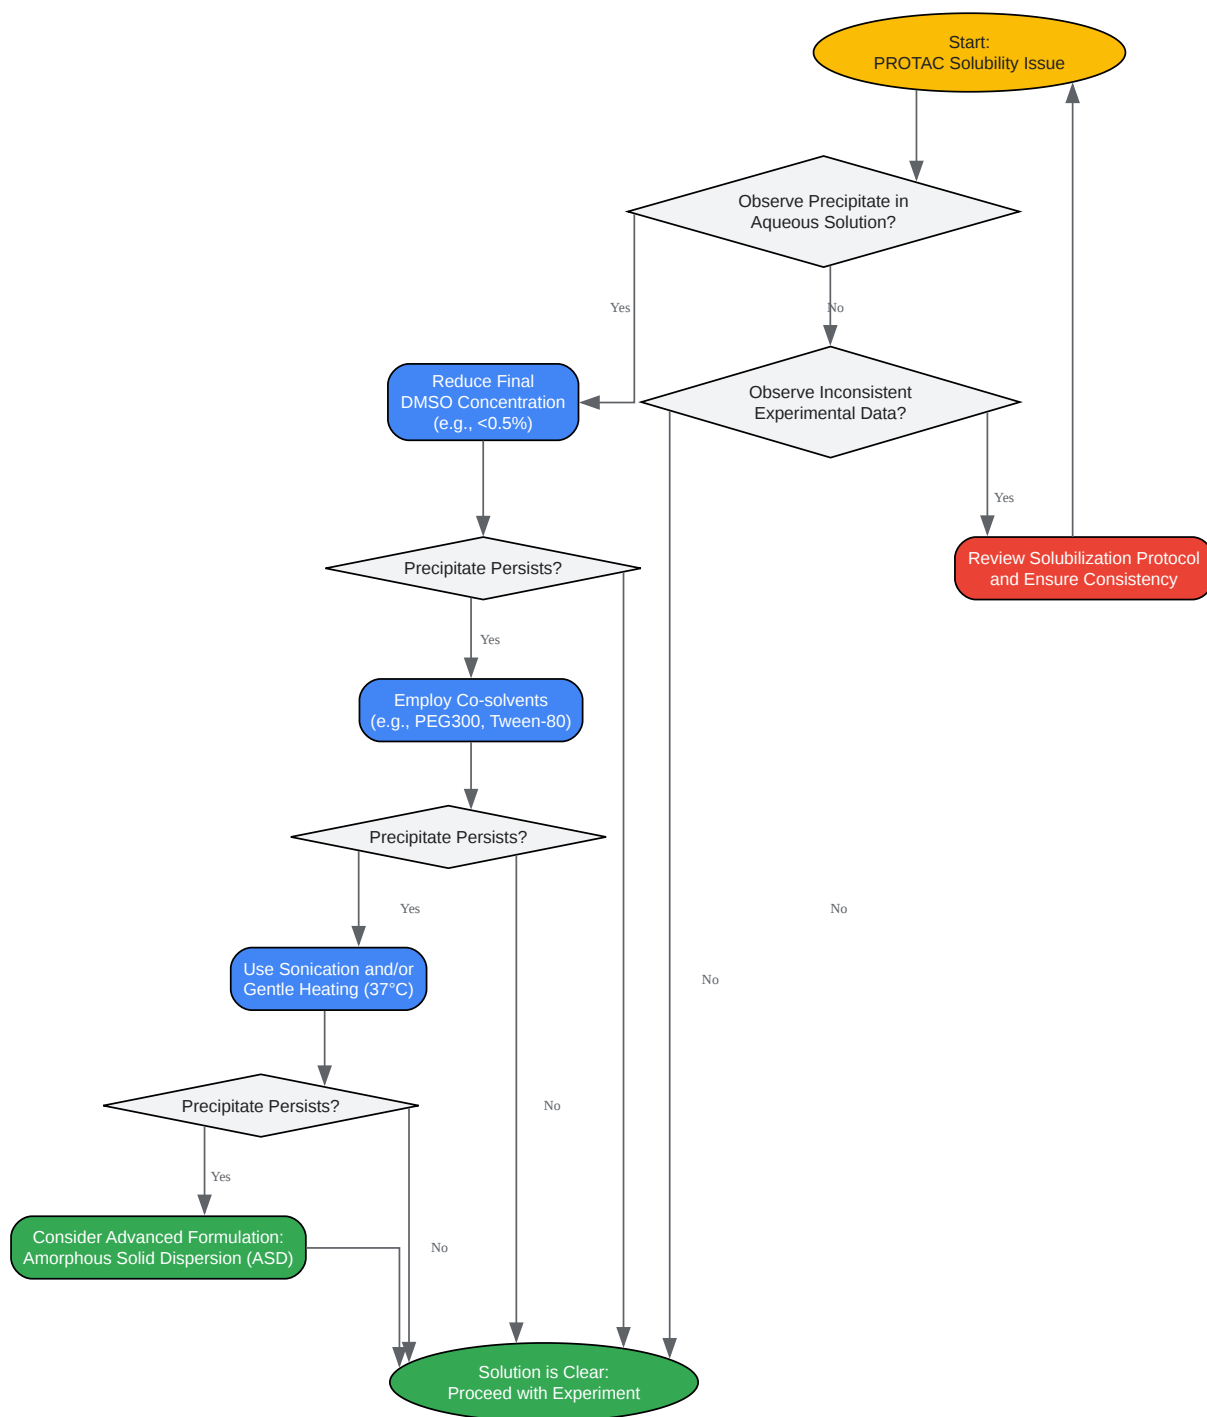 Start:
PROTAC Solubility Issue
Observe Precipitate in
Aqueous Solution?
Yes
No
Reduce Final
DMSO Concentration
(e.g., <0.5%)
Observe Inconsistent
Experimental Data?
Yes
Precipitate Persists?
Review Solubilization Protocol
and Ensure Consistency
Yes
Employ Co-solvents
(e.g., PEG300, Tween-80)
Precipitate Persists?
Yes
No
Use Sonication and/or
Gentle Heating (37°C)
No
Precipitate Persists?
No
Yes
Consider Advanced Formulation:
Amorphous Solid Dispersion (ASD)
No
Solution is Clear:
Proceed with Experiment